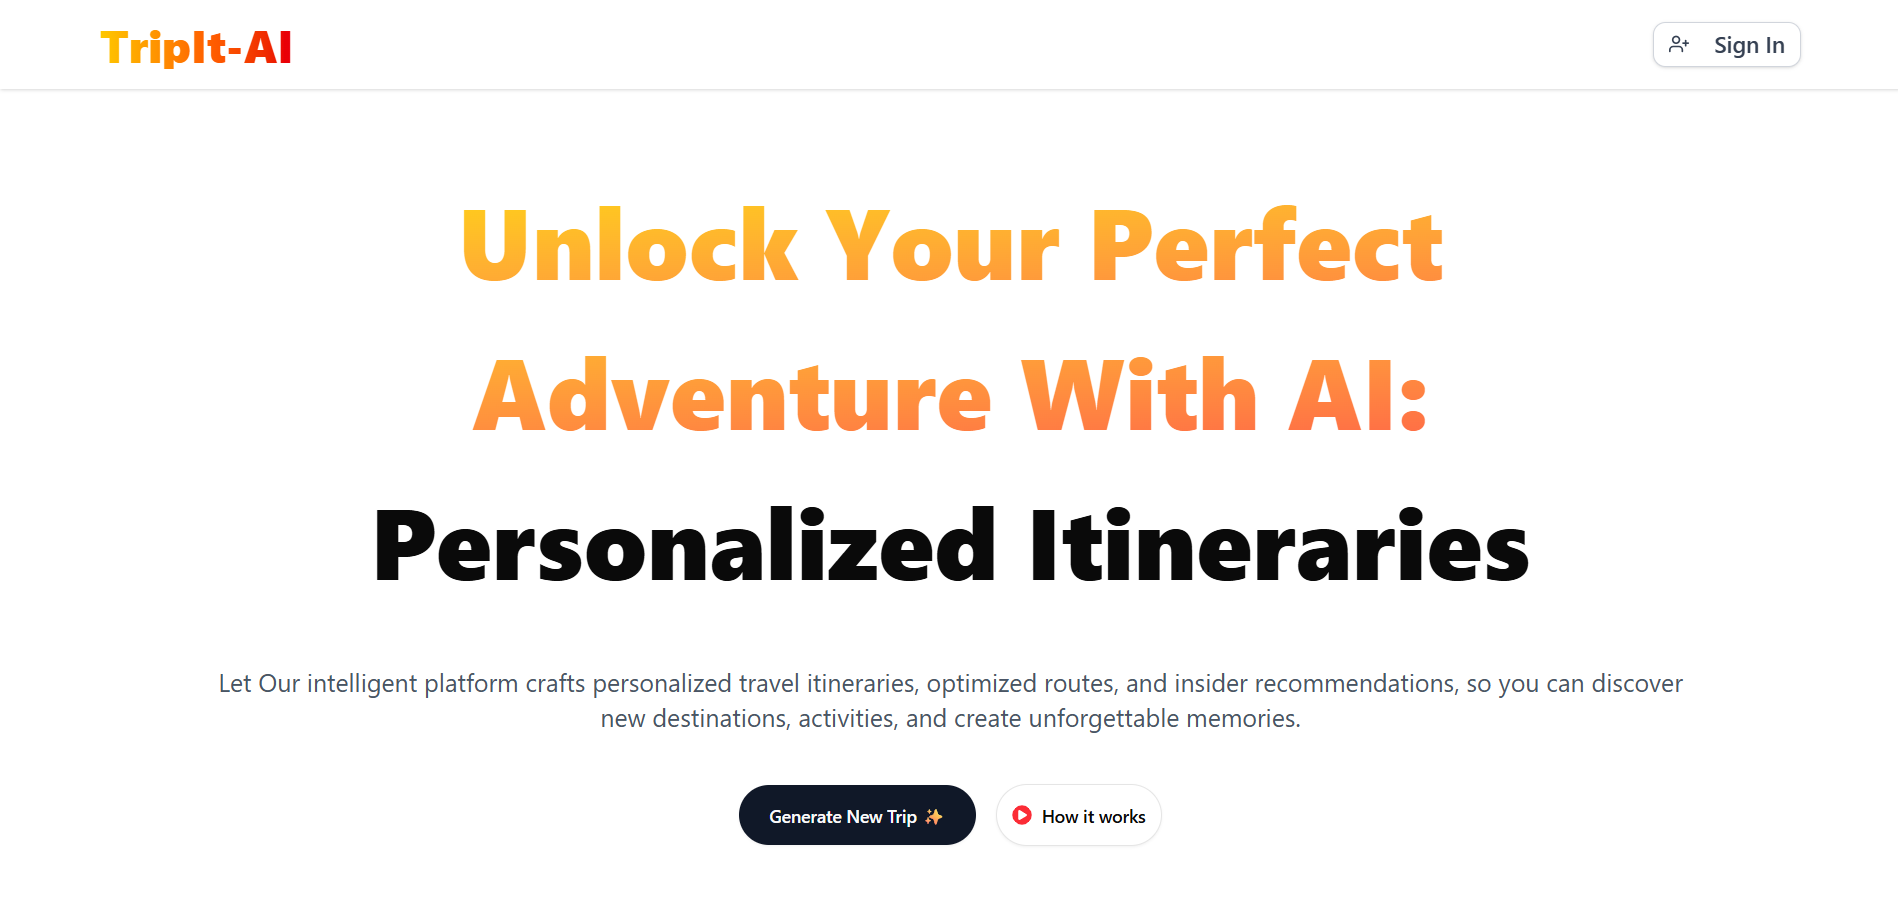 TripIt-AI
Sign In
Unlock Your Perfect
Adventure With AI:
Personalized Itineraries
Let Our intelligent platform crafts personalized travel itineraries, optimized routes, and insider recommendations, so you can discover
new destinations, activities, and create unforgettable memories.
Generate New Trip ✨
How it works